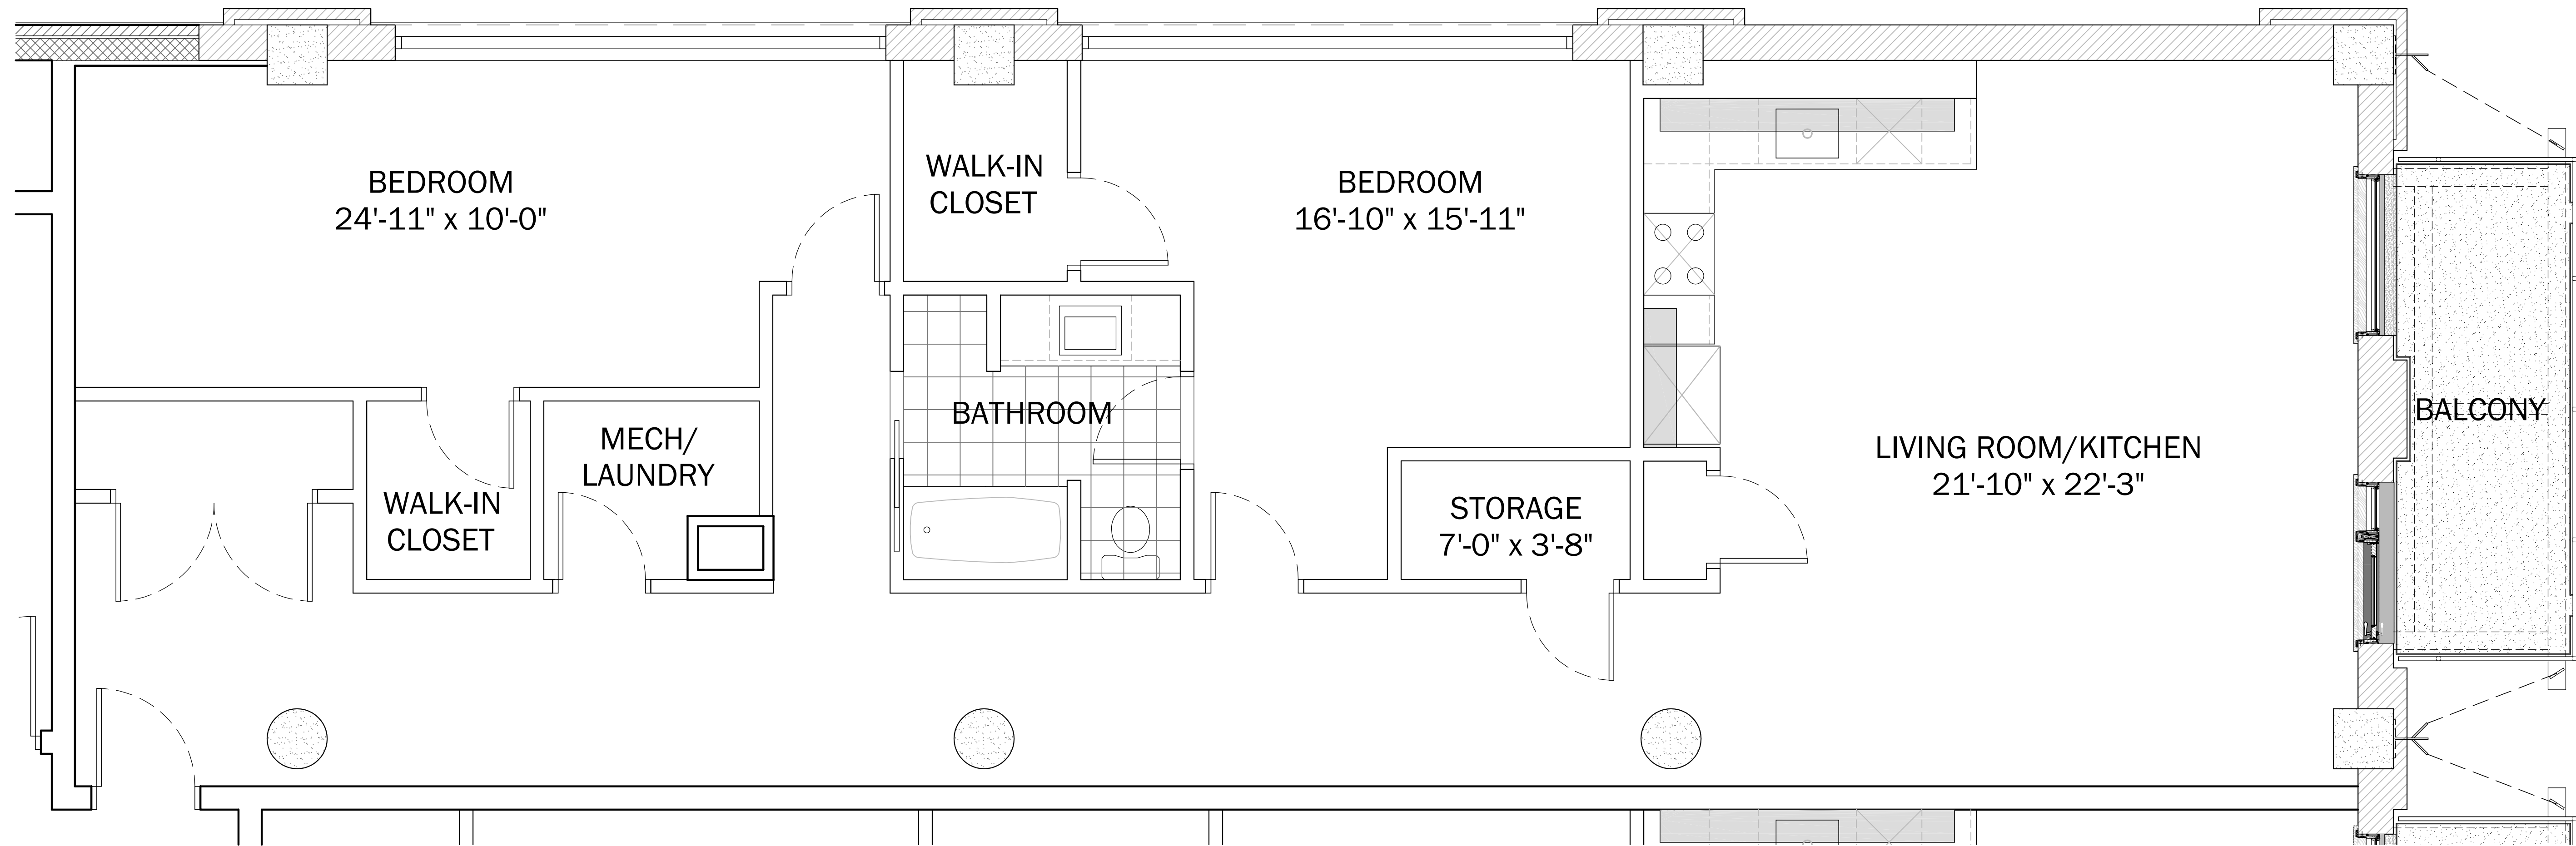 BEDROOM
24'-11" x 10'-0"
WALK-IN
CLOSET
BEDROOM
16'-10" x 15'-11"
MECH/
LAUNDRY
WALK-IN
CLOSET
BATHROOM
STORAGE
7'-0" x 3'-8"
LIVING ROOM/KITCHEN
21'-10" x 22'-3"
BALCONY